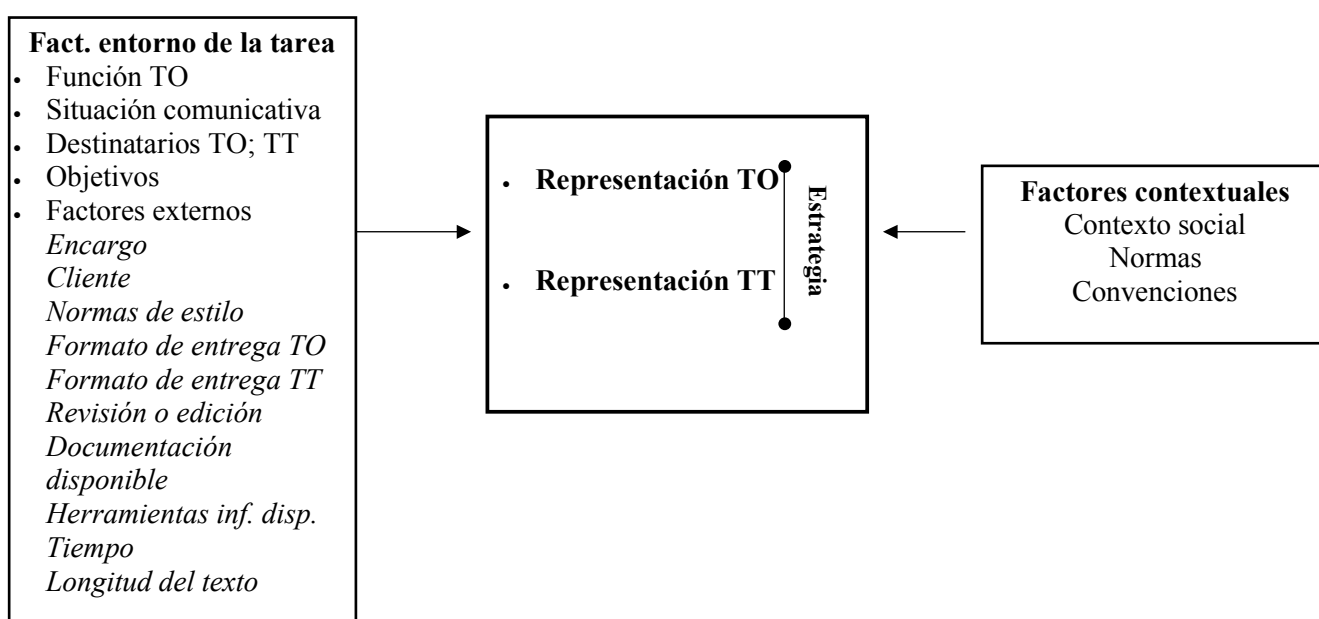 Fact. entorno de la tarea
• Función TO
• Situación comunicativa
• Destinatarios TO; TT
• Objetivos
• Factores externos
Encargo
Cliente
Normas de estilo
Formato de entrega TO
Formato de entrega TT
Revisión o edición
Documentación
disponible
Herramientas inf. disp.
Tiempo
Longitud del texto
• Representación TO
• Representación TT
Estrategia
Factores contextuales
Contexto social
Normas
Convenciones